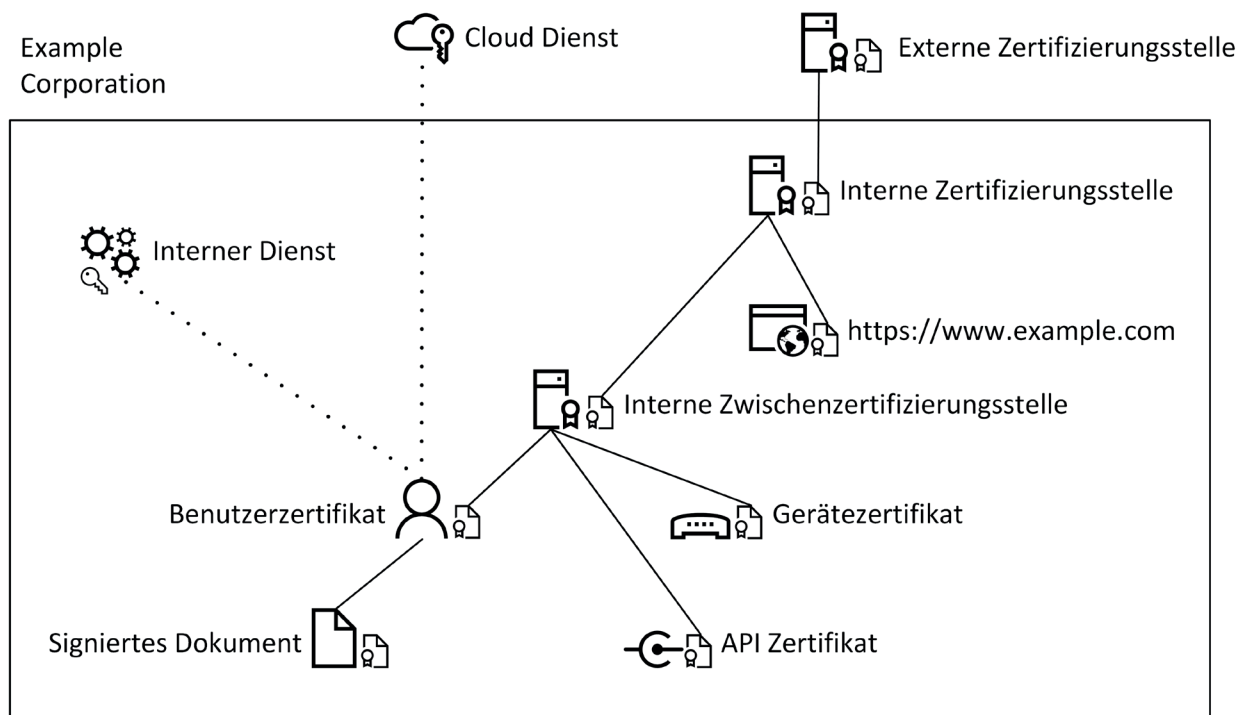 Example
Corporation
Cloud Dienst
Externe Zertifizierungsstelle
Interne Zertifizierungsstelle
Interner Dienst
https://www.example.com
Interne Zwischenzertifizierungsstelle
Benutzerzertifikat
Gerätezertifikat
Signiertes Dokument
API Zertifikat